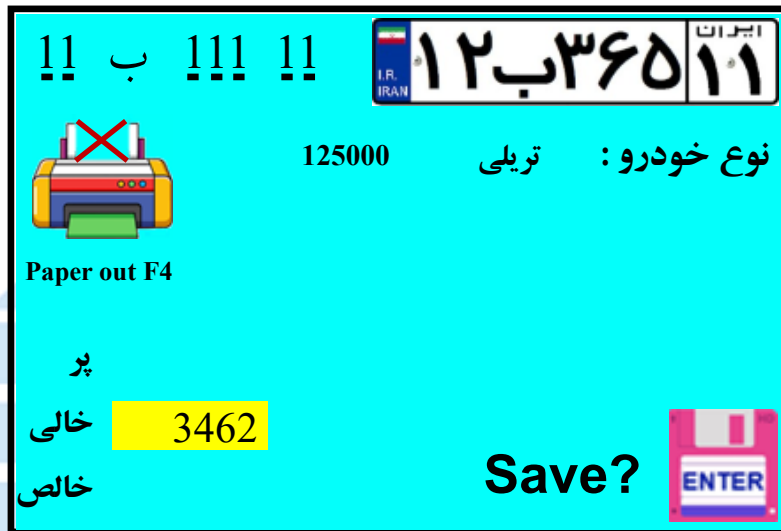 11 ب 111 11
ایران
I.R. IRAN
۱۲ب۳۶۵ ۱۱
نوع خودرو : تریلی 125000
Paper out F4
پر
خالی 3462
خالص
Save? ENTER
HD